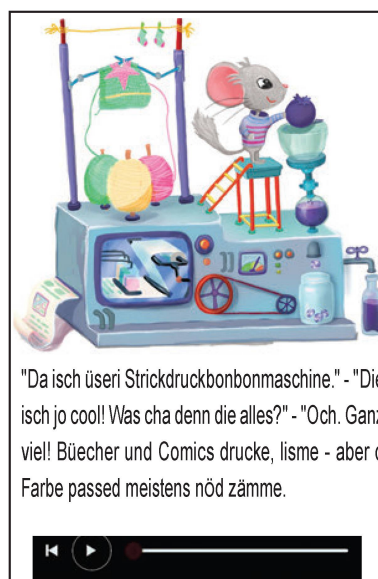 "Da isch üseri Strickdruckbonbonmaschine." - "Die
isch jo cool! Was cha denn die alles?" - "Och. Ganz
viel! Büecher und Comics drucke, lisme - aber d
Farbe passed meistens nöd zämme.